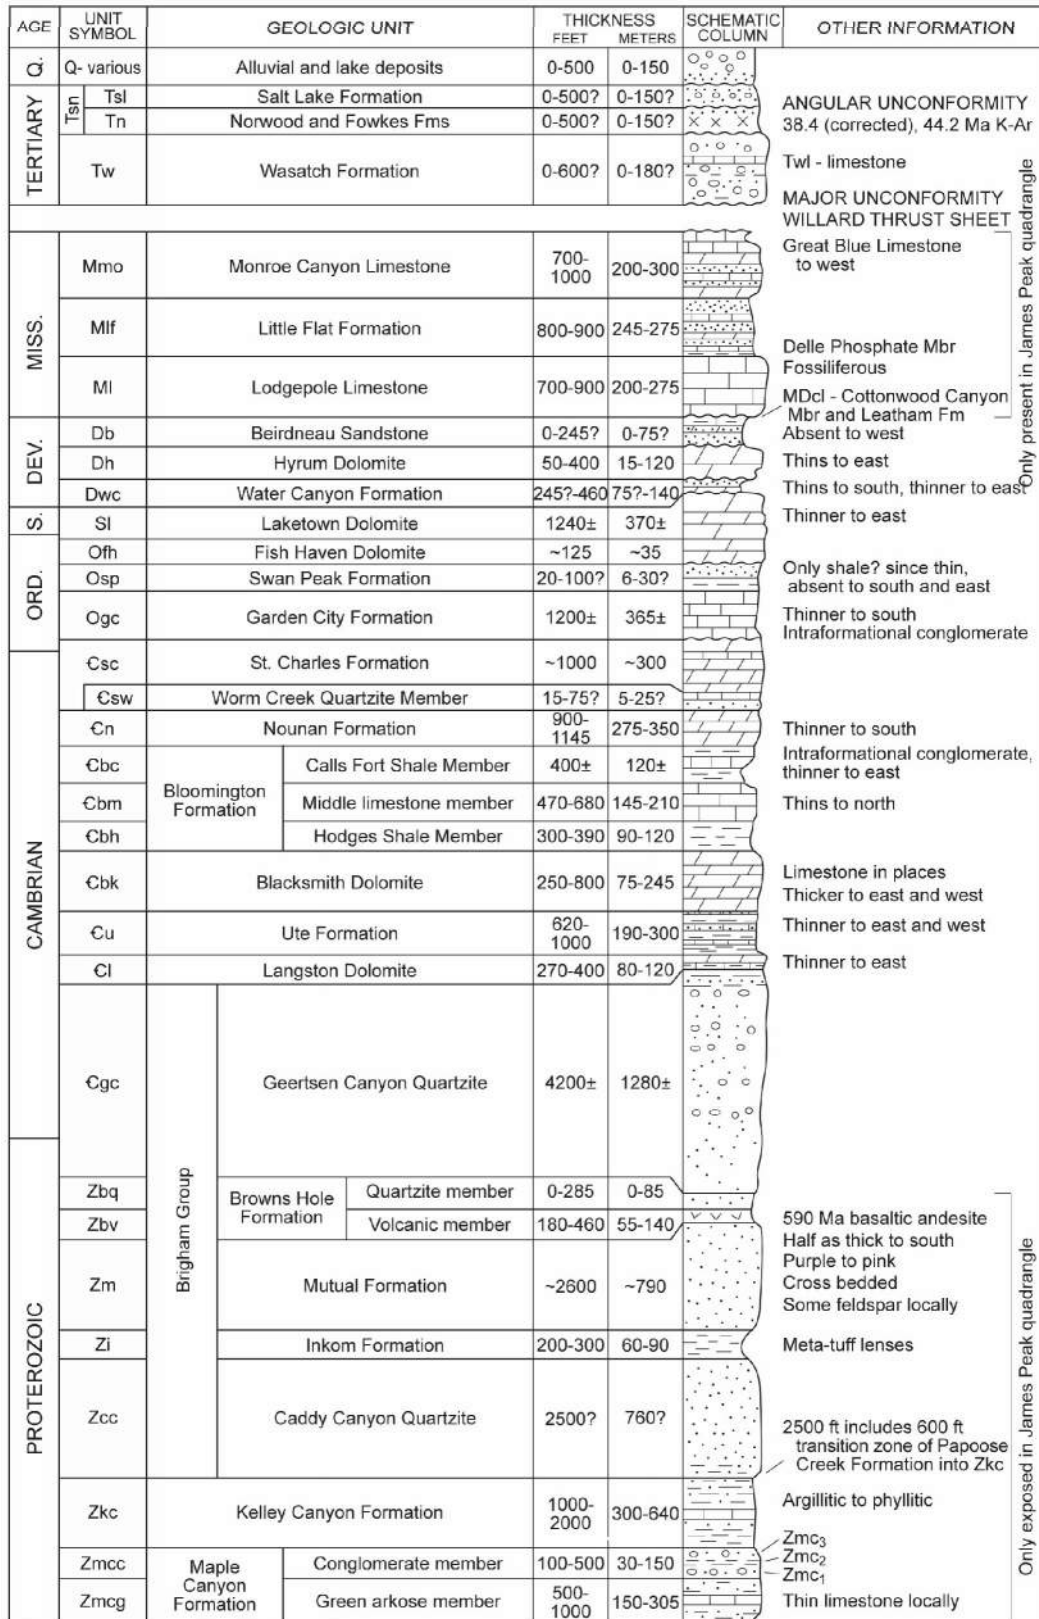 AGE UNIT SYMBOL GEOLOGIC UNIT THICKNESS FEET METERS SCHEMATIC COLUMN OTHER INFORMATION
Q. Q- various Alluvial and lake deposits 0-500 0-150
TERTIARY
Tsn Tsl Salt Lake Formation 0-500? 0-150?
Tn Norwood and Fowkes Fms 0-500? 0-150?
ANGULAR UNCONFORMITY
38.4 (corrected), 44.2 Ma K-Ar
Tw Wasatch Formation 0-600? 0-180? Twl - limestone
MAJOR UNCONFORMITY
WILLARD THRUST SHEET
MISS.
Mmo Monroe Canyon Limestone 700-1000 200-300 Great Blue Limestone
to west
Mlf Little Flat Formation 800-900 245-275
Delle Phosphate Mbr
Fossiliferous
Ml Lodgepole Limestone 700-900 200-275
MDcl - Cottonwood Canyon
Mbr and Leatham Fm
Only present in James Peak quadrangle
DEV.
Db Beirdneau Sandstone 0-245? 0-75? Absent to west
Dh Hyrum Dolomite 50-400 15-120 Thins to east
Dwc Water Canyon Formation 245?-460 75?-140 Thins to south, thinner to east
S. Sl Laketown Dolomite 1240± 370± Thinner to east
ORD.
Ofh Fish Haven Dolomite ~125 ~35
Osp Swan Peak Formation 20-100? 6-30? Only shale? since thin,
absent to south and east
Ogc Garden City Formation 1200± 365± Thinner to south
Intraformational conglomerate
CAMBRIAN
Єsc St. Charles Formation ~1000 ~300
Єsw Worm Creek Quartzite Member 15-75? 5-25?
Єn Nounan Formation 900-1145 275-350 Thinner to south
Bloomington Formation
Єbc Calls Fort Shale Member 400± 120± Intraformational conglomerate,
thinner to east
Єbm Middle limestone member 470-680 145-210 Thins to north
Єbh Hodges Shale Member 300-390 90-120
Єbk Blacksmith Dolomite 250-800 75-245 Limestone in places
Thicker to east and west
Єu Ute Formation 620-1000 190-300 Thinner to east and west
Єl Langston Dolomite 270-400 80-120 Thinner to east
Brigham Group
Єgc Geertsen Canyon Quartzite 4200± 1280±
PROTEROZOIC
Browns Hole Formation
Zbq Quartzite member 0-285 0-85
Zbv Volcanic member 180-460 55-140 590 Ma basaltic andesite
Half as thick to south
Zm Mutual Formation ~2600 ~790 Purple to pink
Cross bedded
Some feldspar locally
Zi Inkom Formation 200-300 60-90 Meta-tuff lenses
Zcc Caddy Canyon Quartzite 2500? 760?
2500 ft includes 600 ft
transition zone of Papoose
Creek Formation into Zkc
Zkc Kelley Canyon Formation 1000-2000 300-640 Argillitic to phyllitic
Maple Canyon Formation
Zmcc Conglomerate member 100-500 30-150
Zmc3
Zmc2
Zmc1
Zmcg Green arkose member 500-1000 150-305 Thin limestone locally
Only exposed in James Peak quadrangle